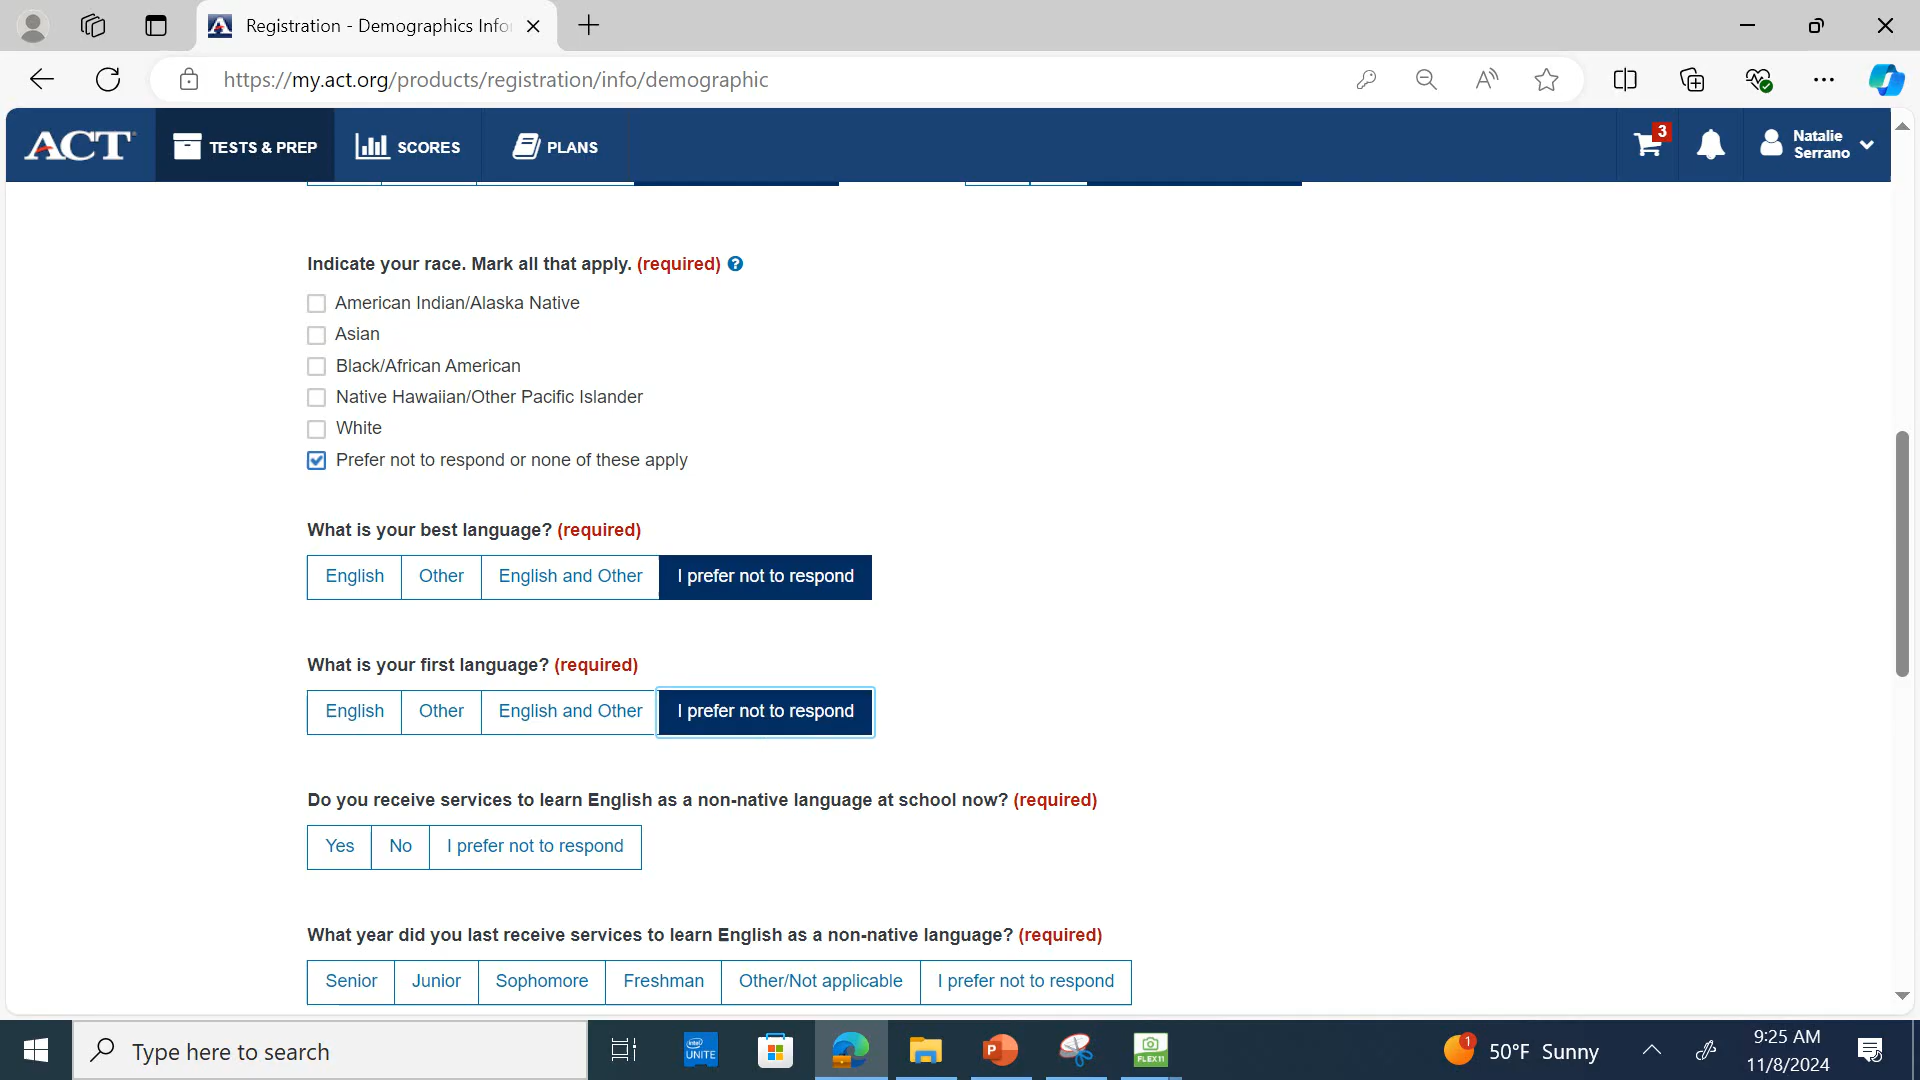 Registration - Demographics Info
https://my.act.org/products/registration/info/demographic
ACT
TESTS & PREP
SCORES
PLANS
3
Natalie
Serrano
Indicate your race. Mark all that apply. (required)
American Indian/Alaska Native
Asian
Black/African American
Native Hawaiian/Other Pacific Islander
White
Prefer not to respond or none of these apply
What is your best language? (required)
English Other English and Other I prefer not to respond
What is your first language? (required)
English Other English and Other I prefer not to respond
Do you receive services to learn English as a non-native language at school now? (required)
Yes No I prefer not to respond
What year did you last receive services to learn English as a non-native language? (required)
Senior Junior Sophomore Freshman Other/Not applicable I prefer not to respond
Type here to search
intel
UNITE
P
FLEX11
1
50°F Sunny
9:25 AM
11/8/2024